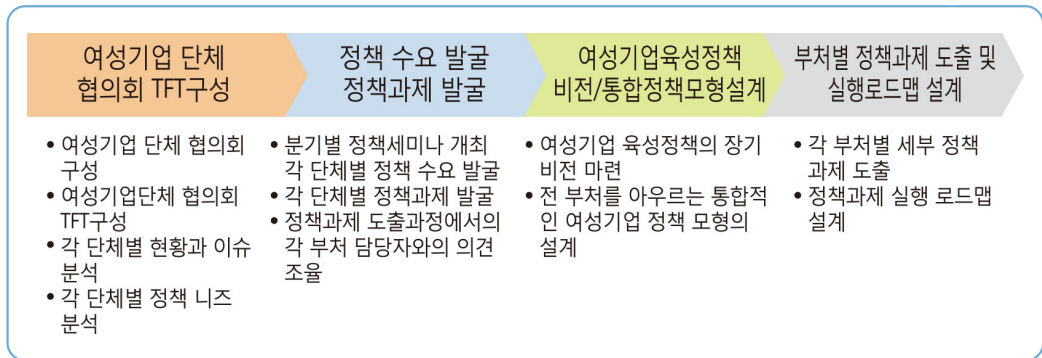 여성기업 단체
협의회 TFT구성
정책 수요 발굴
정책과제 발굴
여성기업육성정책
비전/통합정책모형설계
부처별 정책과제 도출 및
실행로드맵 설계
• 여성기업 단체 협의회
구성
• 여성기업단체 협의회
TFT구성
• 각 단체별 현황과 이슈
분석
• 각 단체별 정책 니즈
분석
• 분기별 정책세미나 개최
각 단체별 정책 수요 발굴
• 각 단체별 정책과제 발굴
• 정책과제 도출과정에서의
각 부처 담당자와의 의견
조율
• 여성기업 육성정책의 장기
비전 마련
• 전 부처를 아우르는 통합적
인 여성기업 정책 모형의
설계
• 각 부처별 세부 정책
과제 도출
• 정책과제 실행 로드맵
설계